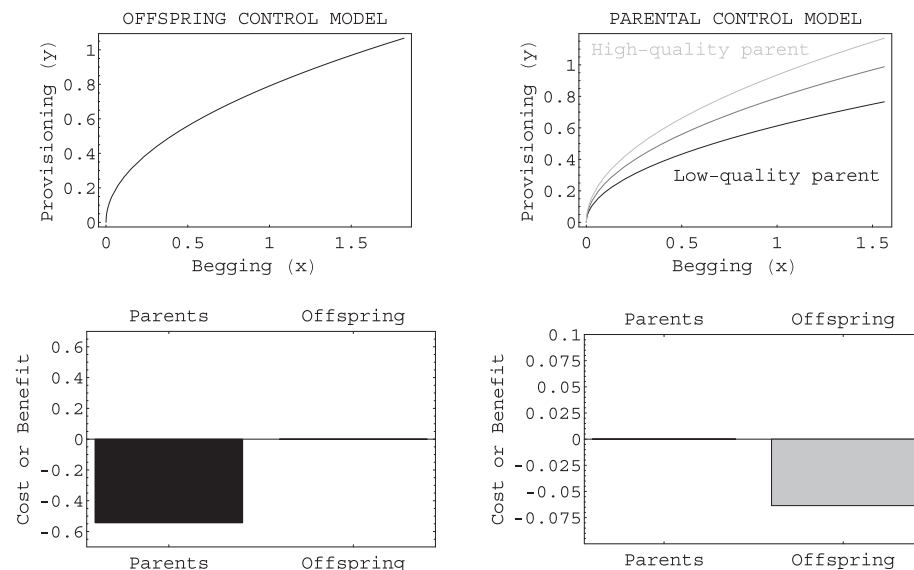 OFFSPRING CONTROL MODEL
Provisioning (y)
1
0.8
0.6
0.4
0.2
0
0 0.5 1 1.5
Begging (x)
PARENTAL CONTROL MODEL
High-quality parent
Low-quality parent
Provisioning (y)
1
0.8
0.6
0.4
0.2
0
0 0.5 1 1.5
Begging (x)
Parents Offspring
Cost or Benefit
0.6
0.4
0.2
0
-0.2
-0.4
-0.6
Parents Offspring
Parents Offspring
Cost or Benefit
0.1
0.075
0.05
0.025
0
-0.025
-0.05
-0.075
Parents Offspring